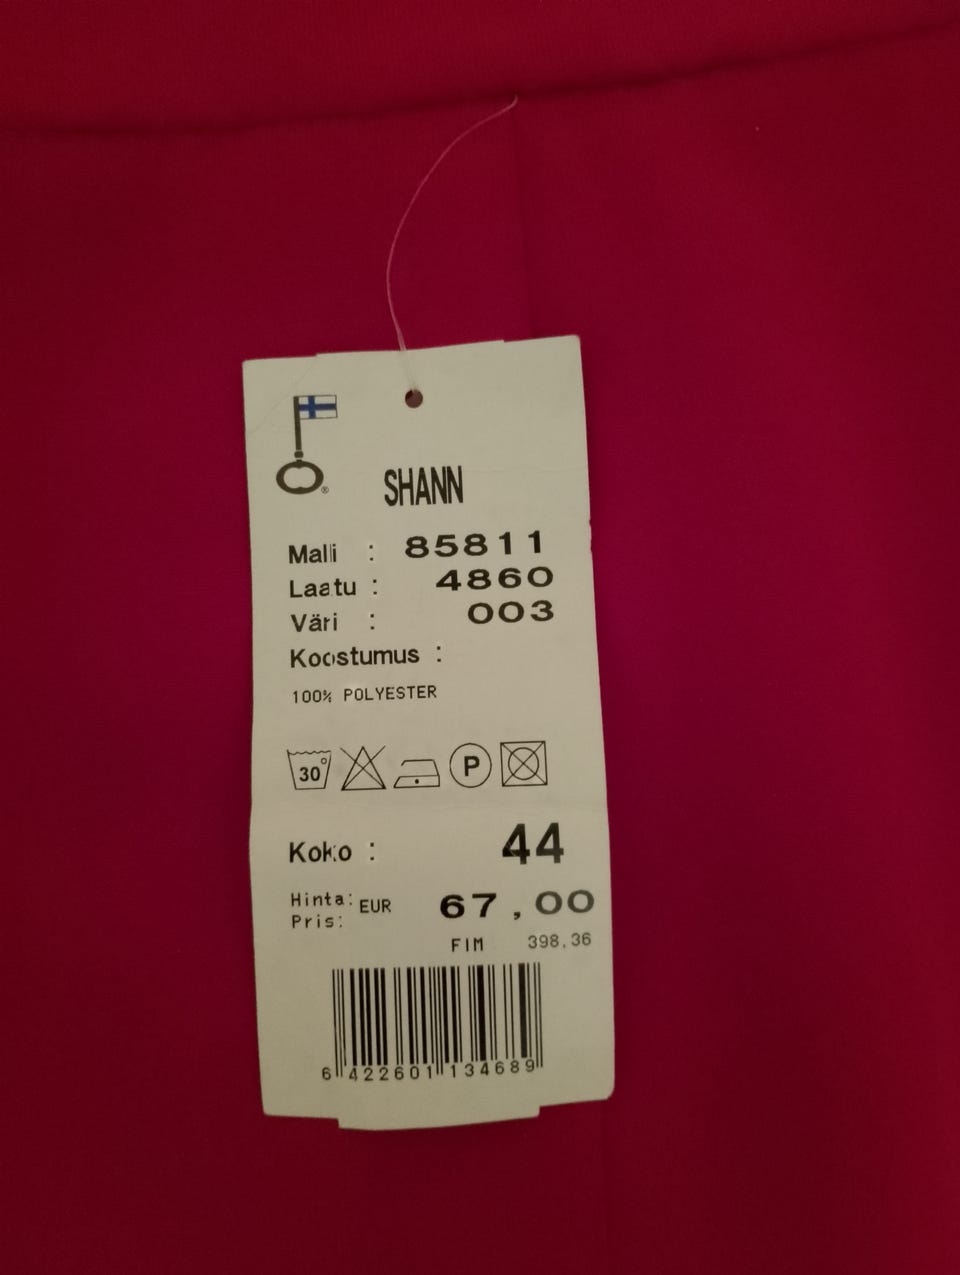 ®
SHANN
Malli : 85811
Laatu : 4860
Väri : 003
Koostumus :
100% POLYESTER
30° P
Koko : 44
Hinta: EUR 67,00
Pris:
FIM 398.36
6 422601 134689